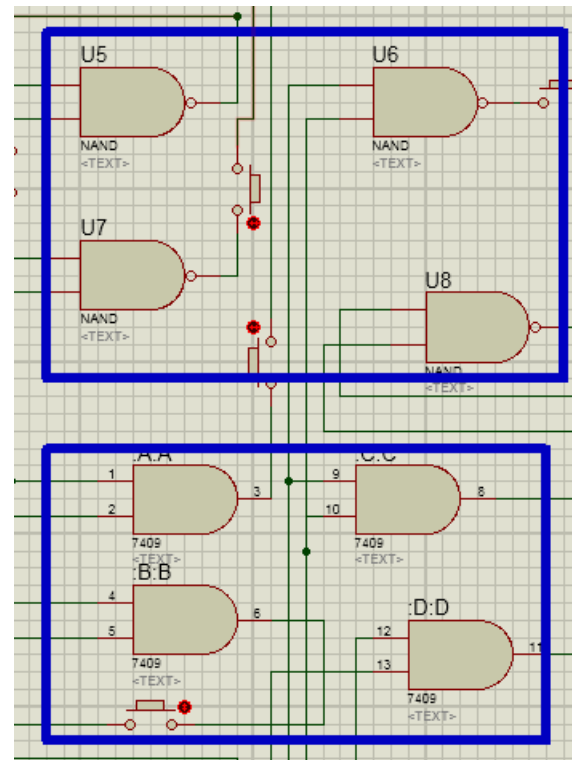 U5
NAND
<TEXT>
U6
NAND
<TEXT>
U7
NAND
<TEXT>
U8
NAND
<TEXT>
:A:A
1
2
3
7409
<TEXT>
:C:C
9
10
8
7409
<TEXT>
:B:B
4
5
6
7409
<TEXT>
:D:D
12
13
11
7409
<TEXT>